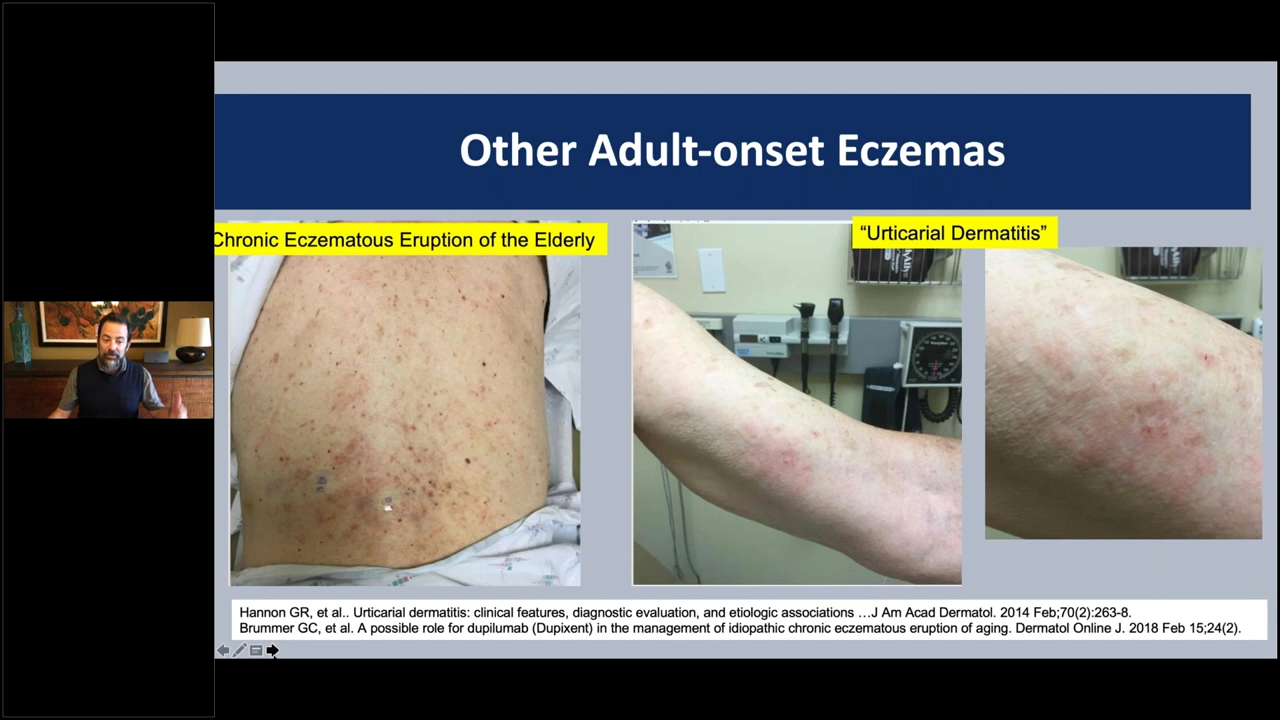 Other Adult-onset Eczemas
Chronic Eczematous Eruption of the Elderly
“Urticarial Dermatitis”
Hannon GR, et al.. Urticarial dermatitis: clinical features, diagnostic evaluation, and etiologic associations …J Am Acad Dermatol. 2014 Feb;70(2):263-8.
Brummer GC, et al. A possible role for dupilumab (Dupixent) in the management of idiopathic chronic eczematous eruption of aging. Dermatol Online J. 2018 Feb 15;24(2).